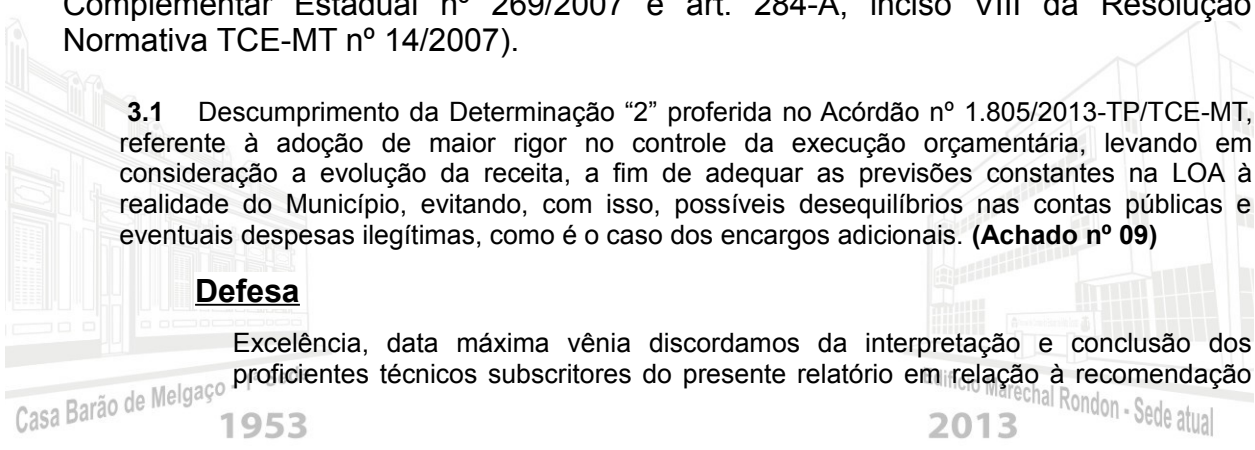 Complementar Estadual nº 269/2007 e art. 284-A, inciso VIII da Resolução
Normativa TCE-MT nº 14/2007).
3.1 Descumprimento da Determinação “2” proferida no Acórdão nº 1.805/2013-TP/TCE-MT,
referente à adoção de maior rigor no controle da execução orçamentária, levando em
consideração a evolução da receita, a fim de adequar as previsões constantes na LOA à
realidade do Município, evitando, com isso, possíveis desequilíbrios nas contas públicas e
eventuais despesas ilegítimas, como é o caso dos encargos adicionais. (Achado nº 09)
Defesa
Excelência, data máxima vênia discordamos da interpretação e conclusão dos
proficientes técnicos subscritores do presente relatório em relação à recomendação
Casa Barão de Melgaço
1953
Marechal Rondon - Sede atual
2013